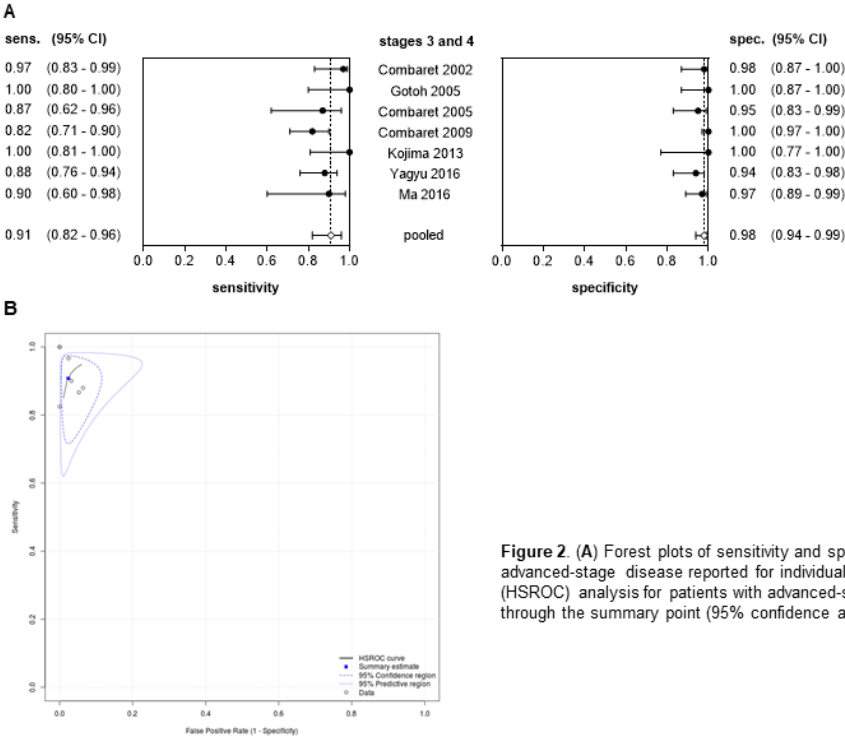 A
sens. (95% CI) stages 3 and 4 spec. (95% CI)
0.97 (0.83 - 0.99) Combaret 2002 0.98 (0.87 - 1.00)
1.00 (0.80 - 1.00) Gotoh 2005 1.00 (0.87 - 1.00)
0.87 (0.62 - 0.96) Combaret 2005 0.95 (0.83 - 0.99)
0.82 (0.71 - 0.90) Combaret 2009 1.00 (0.97 - 1.00)
1.00 (0.81 - 1.00) Kojima 2013 1.00 (0.77 - 1.00)
0.88 (0.76 - 0.94) Yagyu 2016 0.94 (0.83 - 0.98)
0.90 (0.60 - 0.98) Ma 2016 0.97 (0.89 - 0.99)
0.91 (0.82 - 0.96) pooled 0.98 (0.94 - 0.99)
0.0 0.2 0.4 0.6 0.8 1.0 0.0 0.2 0.4 0.6 0.8 1.0
sensitivity specificity
B
1.0
0.8
0.6
0.4
0.2
0.0
Sensitivity
HSROC curve
Summary estimate
95% Confidence region
95% Predictive region
Data
0.0 0.2 0.4 0.6 0.8 1.0
False Positive Rate (1 - Specificity)
Figure 2. (A) Forest plots of sensitivity and sp
advanced-stage disease reported for individual
(HSROC) analysis for patients with advanced-s
through the summary point (95% confidence a